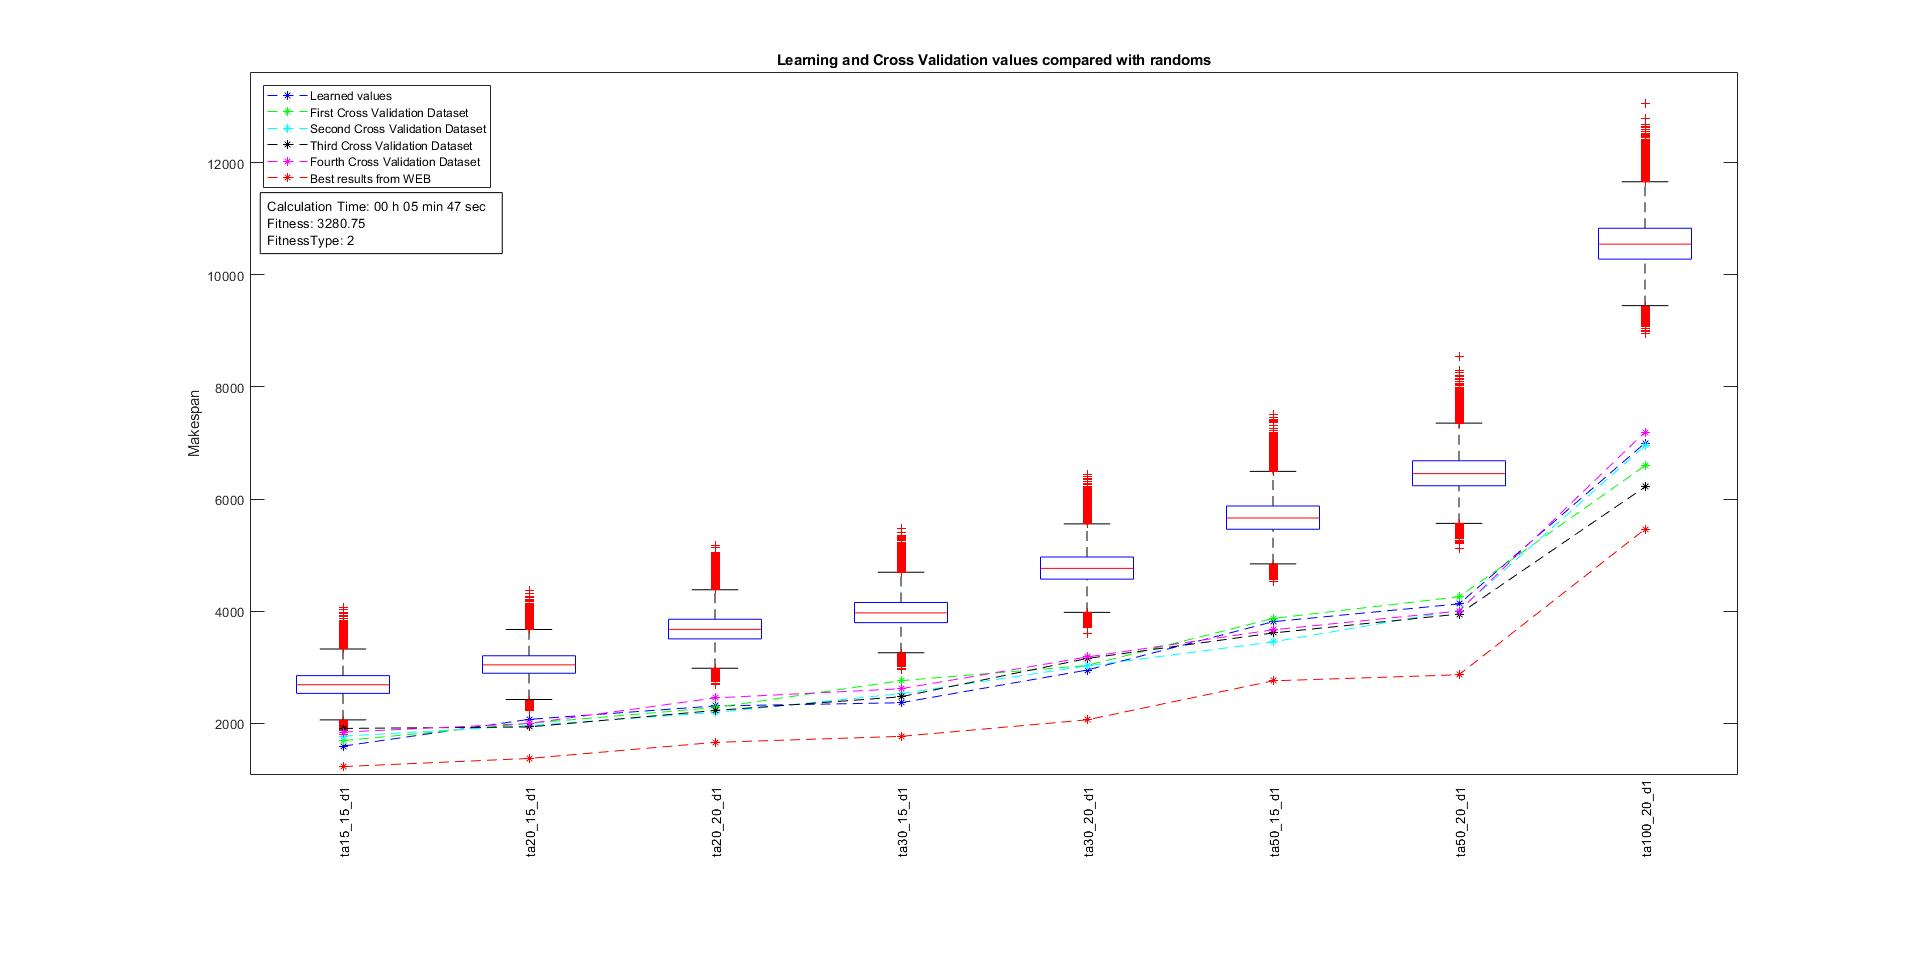 Learning and Cross Validation values compared with randoms
Learned values
First Cross Validation Dataset
Second Cross Validation Dataset
Third Cross Validation Dataset
Fourth Cross Validation Dataset
Best results from WEB
Calculation Time: 00 h 05 min 47 sec
Fitness: 3280.75
FitnessType: 2
Makespan
12000
10000
8000
6000
4000
2000
ta15_15_d1
ta20_15_d1
ta20_20_d1
ta30_15_d1
ta30_20_d1
ta50_15_d1
ta50_20_d1
ta100_20_d1